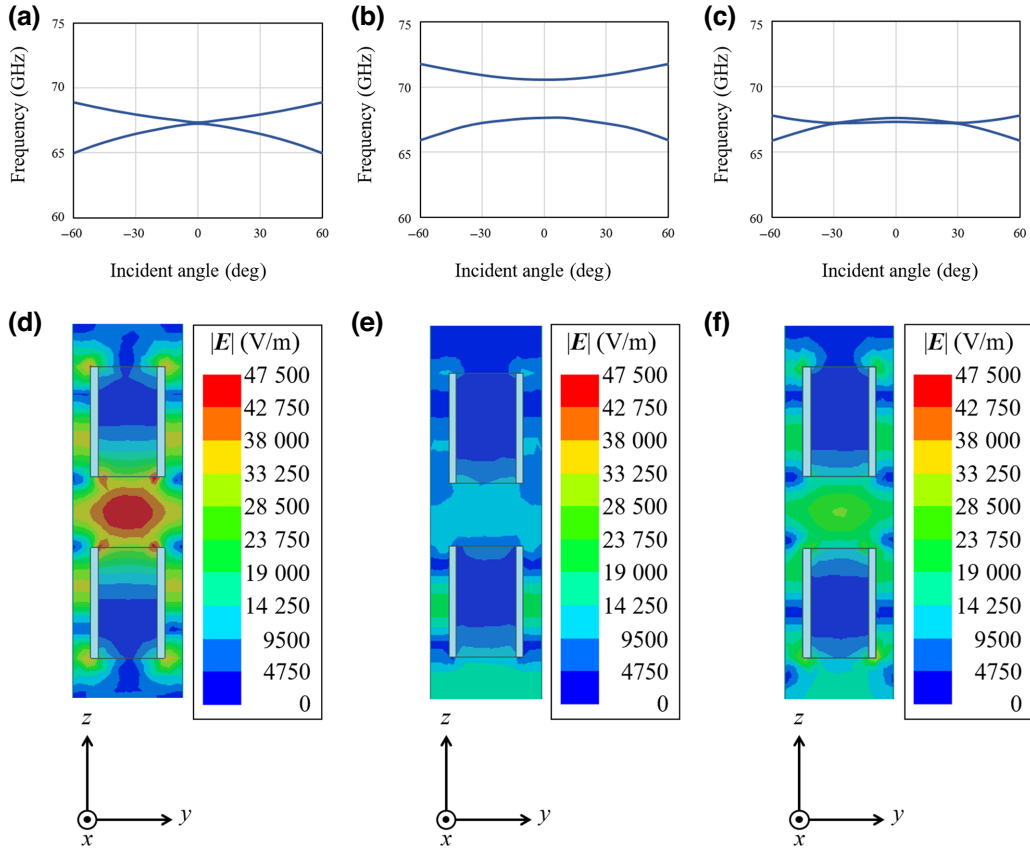 (a)
75
70
65
60
Frequency (GHz)
–60
–30
0
30
60
Incident angle (deg)
(b)
75
70
65
60
Frequency (GHz)
–60
–30
0
30
60
Incident angle (deg)
(c)
75
70
65
60
Frequency (GHz)
–60
–30
0
30
60
Incident angle (deg)
(d)
|E| (V/m)
47 500
42 750
38 000
33 250
28 500
23 750
19 000
14 250
9500
4750
0
z
y
x
(e)
|E| (V/m)
47 500
42 750
38 000
33 250
28 500
23 750
19 000
14 250
9500
4750
0
z
y
x
(f)
|E| (V/m)
47 500
42 750
38 000
33 250
28 500
23 750
19 000
14 250
9500
4750
0
z
y
x